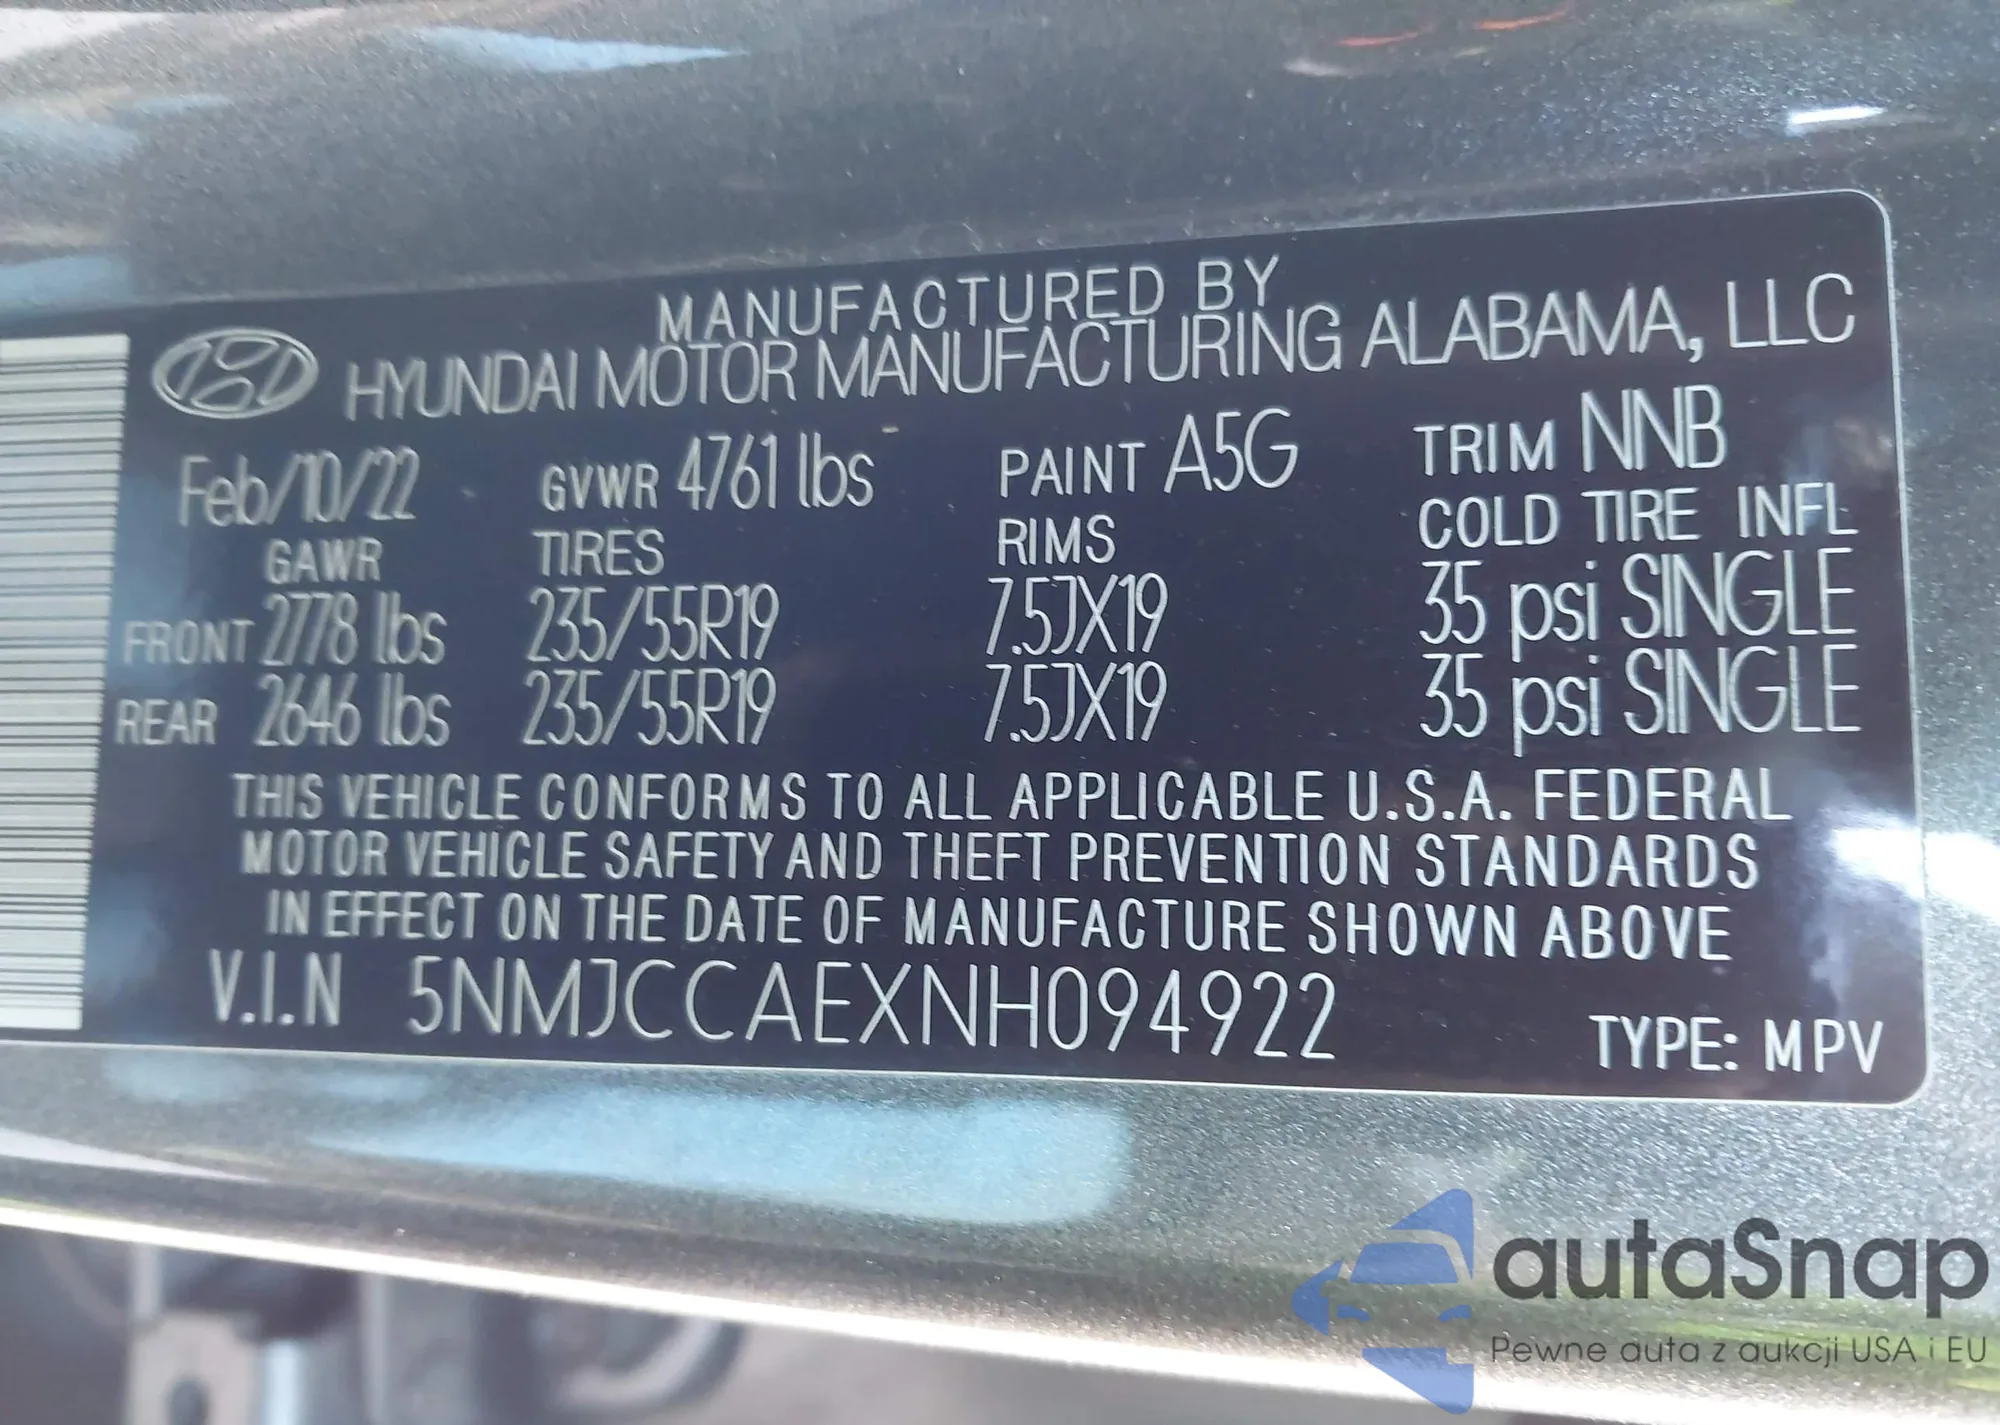 MANUFACTURED BY
HYUNDAI MOTOR MANUFACTURING ALABAMA, LLC
Feb/10/22 GVWR 4761 lbs PAINT A5G TRIM NNB
GAWR TIRES RIMS COLD TIRE INFL
FRONT 2778 lbs 235/55R19 7.5JX19 35 psi SINGLE
REAR 2646 lbs 235/55R19 7.5JX19 35 psi SINGLE
THIS VEHICLE CONFORMS TO ALL APPLICABLE U.S.A. FEDERAL
MOTOR VEHICLE SAFETY AND THEFT PREVENTION STANDARDS
IN EFFECT ON THE DATE OF MANUFACTURE SHOWN ABOVE
V.I.N 5NMJCCAEXNH094922 TYPE: MPV
autaSnap
Pewne auta z aukcji USA i EU